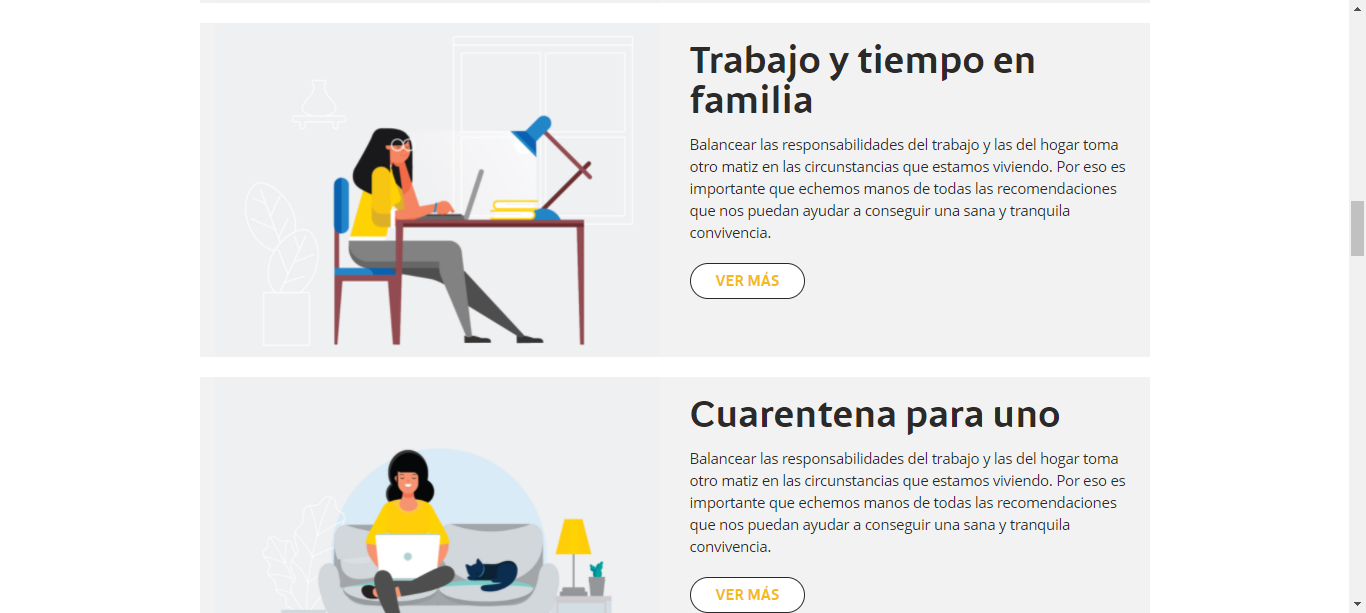 Trabajo y tiempo en
familia
Balancear las responsabilidades del trabajo y las del hogar toma
otro matiz en las circunstancias que estamos viviendo. Por eso es
importante que echemos manos de todas las recomendaciones
que nos puedan ayudar a conseguir una sana y tranquila
convivencia.
VER MÁS
Cuarentena para uno
Balancear las responsabilidades del trabajo y las del hogar toma
otro matiz en las circunstancias que estamos viviendo. Por eso es
importante que echemos manos de todas las recomendaciones
que nos puedan ayudar a conseguir una sana y tranquila
convivencia.
VER MÁS